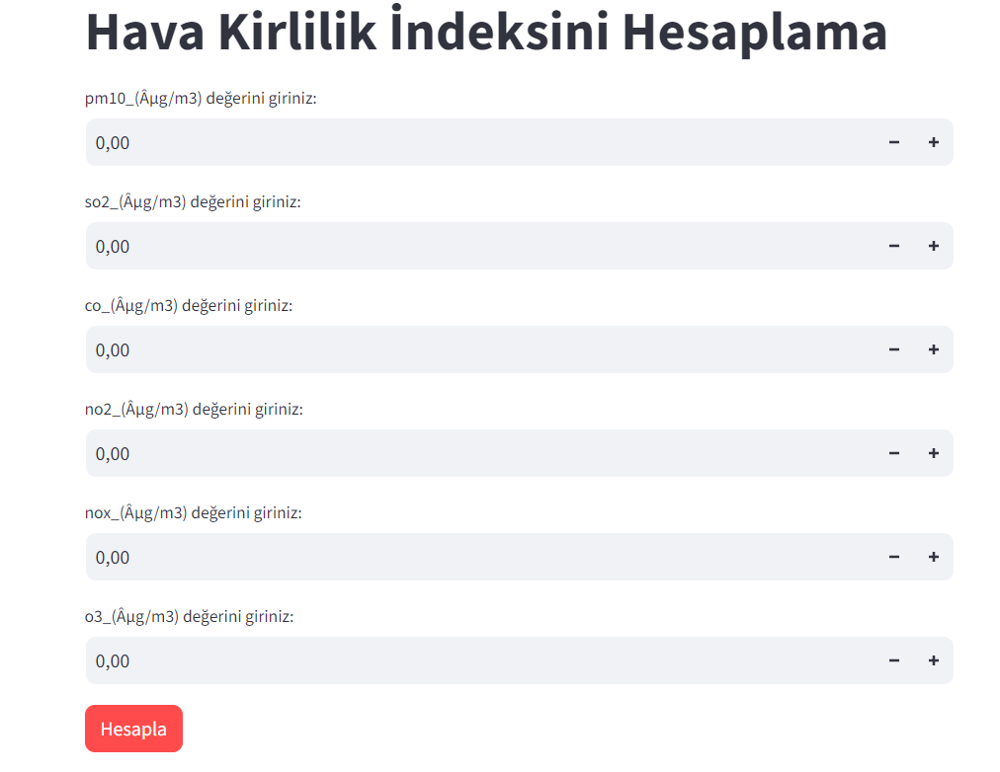 Hava Kirlilik İndeksini Hesaplama
pm10_(Âµg/m3) değerini giriniz:
0,00
so2_(Âµg/m3) değerini giriniz:
0,00
co_(Âµg/m3) değerini giriniz:
0,00
no2_(Âµg/m3) değerini giriniz:
0,00
nox_(Âµg/m3) değerini giriniz:
0,00
o3_(Âµg/m3) değerini giriniz:
0,00
Hesapla